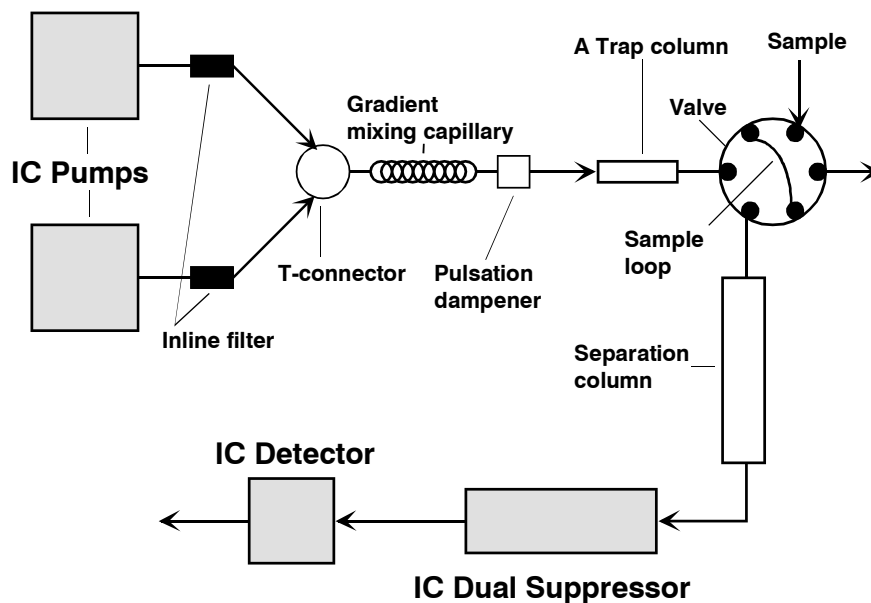 A Trap column
Sample
Valve
Gradient
mixing capillary
IC Pumps
T-connector
Pulsation
dampener
Sample
loop
Inline filter
Separation
column
IC Detector
IC Dual Suppressor